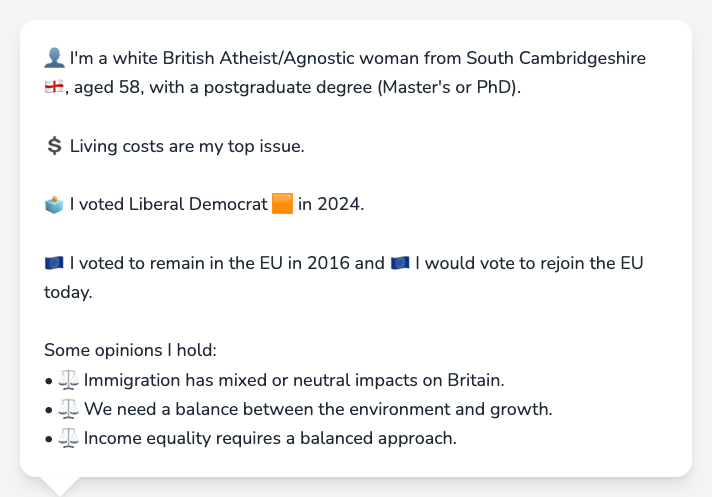 👤 I'm a white British Atheist/Agnostic woman from South Cambridgeshire
🏴󠁧󠁢󠁥󠁮󠁧󠁿, aged 58, with a postgraduate degree (Master's or PhD).
💲 Living costs are my top issue.
🗳️ I voted Liberal Democrat 🟧 in 2024.
🇪🇺 I voted to remain in the EU in 2016 and 🇪🇺 I would vote to rejoin the EU
today.
Some opinions I hold:
• ⚖️ Immigration has mixed or neutral impacts on Britain.
• ⚖️ We need a balance between the environment and growth.
• ⚖️ Income equality requires a balanced approach.